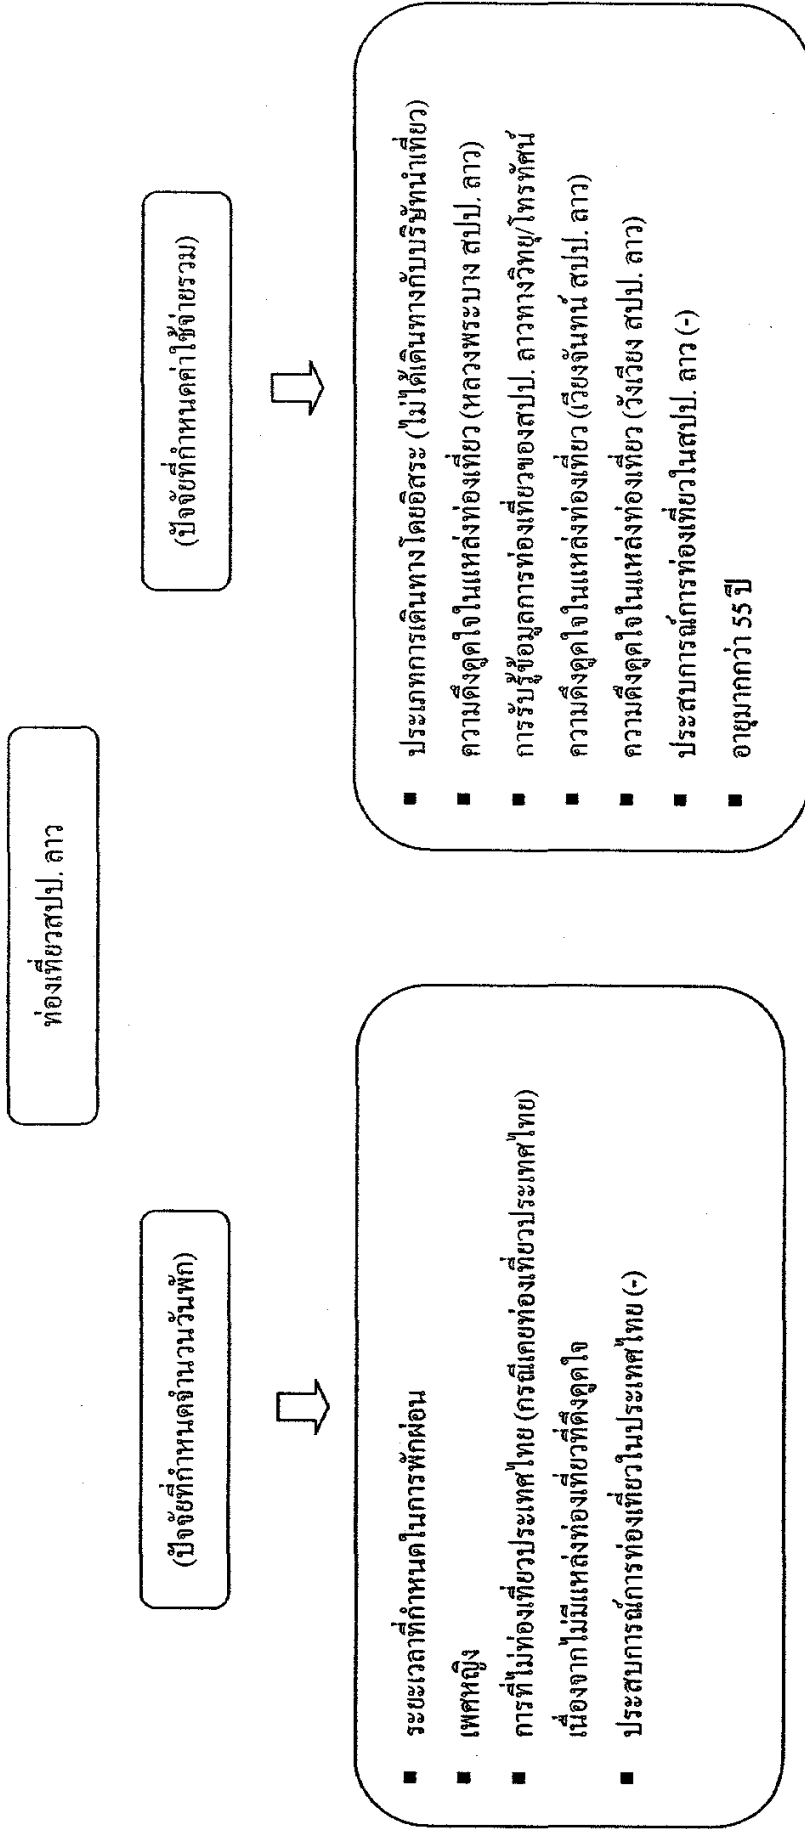 ท่องเที่ยวสปป. ลาว
(ปัจจัยที่กำหนดจำนวนวันพัก)
ระยะเวลาที่กำหนดในการพักผ่อน
เพศหญิง
การที่ไม่ท่องเที่ยวประเทศไทย (กรณีเคยท่องเที่ยวประเทศไทย)
เนื่องจากไม่มีแหล่งท่องเที่ยวที่ดึงดูดใจ
ประสบการณ์การท่องเที่ยวในประเทศไทย (-)
(ปัจจัยที่กำหนดค่าใช้จ่ายรวม)
ประเภทการเดินทางโดยอิสระ (ไม่ได้เดินทางกับบริษัทนำเที่ยว)
ความดึงดูดใจในแหล่งท่องเที่ยว (หลวงพระบาง สปป. ลาว)
การรับรู้ข้อมูลการท่องเที่ยวของสปป. ลาวทางวิทยุ/โทรทัศน์
ความดึงดูดใจในแหล่งท่องเที่ยว (เวียงจันทน์ สปป. ลาว)
ความดึงดูดใจในแหล่งท่องเที่ยว (วังเวียง สปป. ลาว)
ประสบการณ์การท่องเที่ยวในสปป. ลาว (-)
อายุมากกว่า 55 ปี